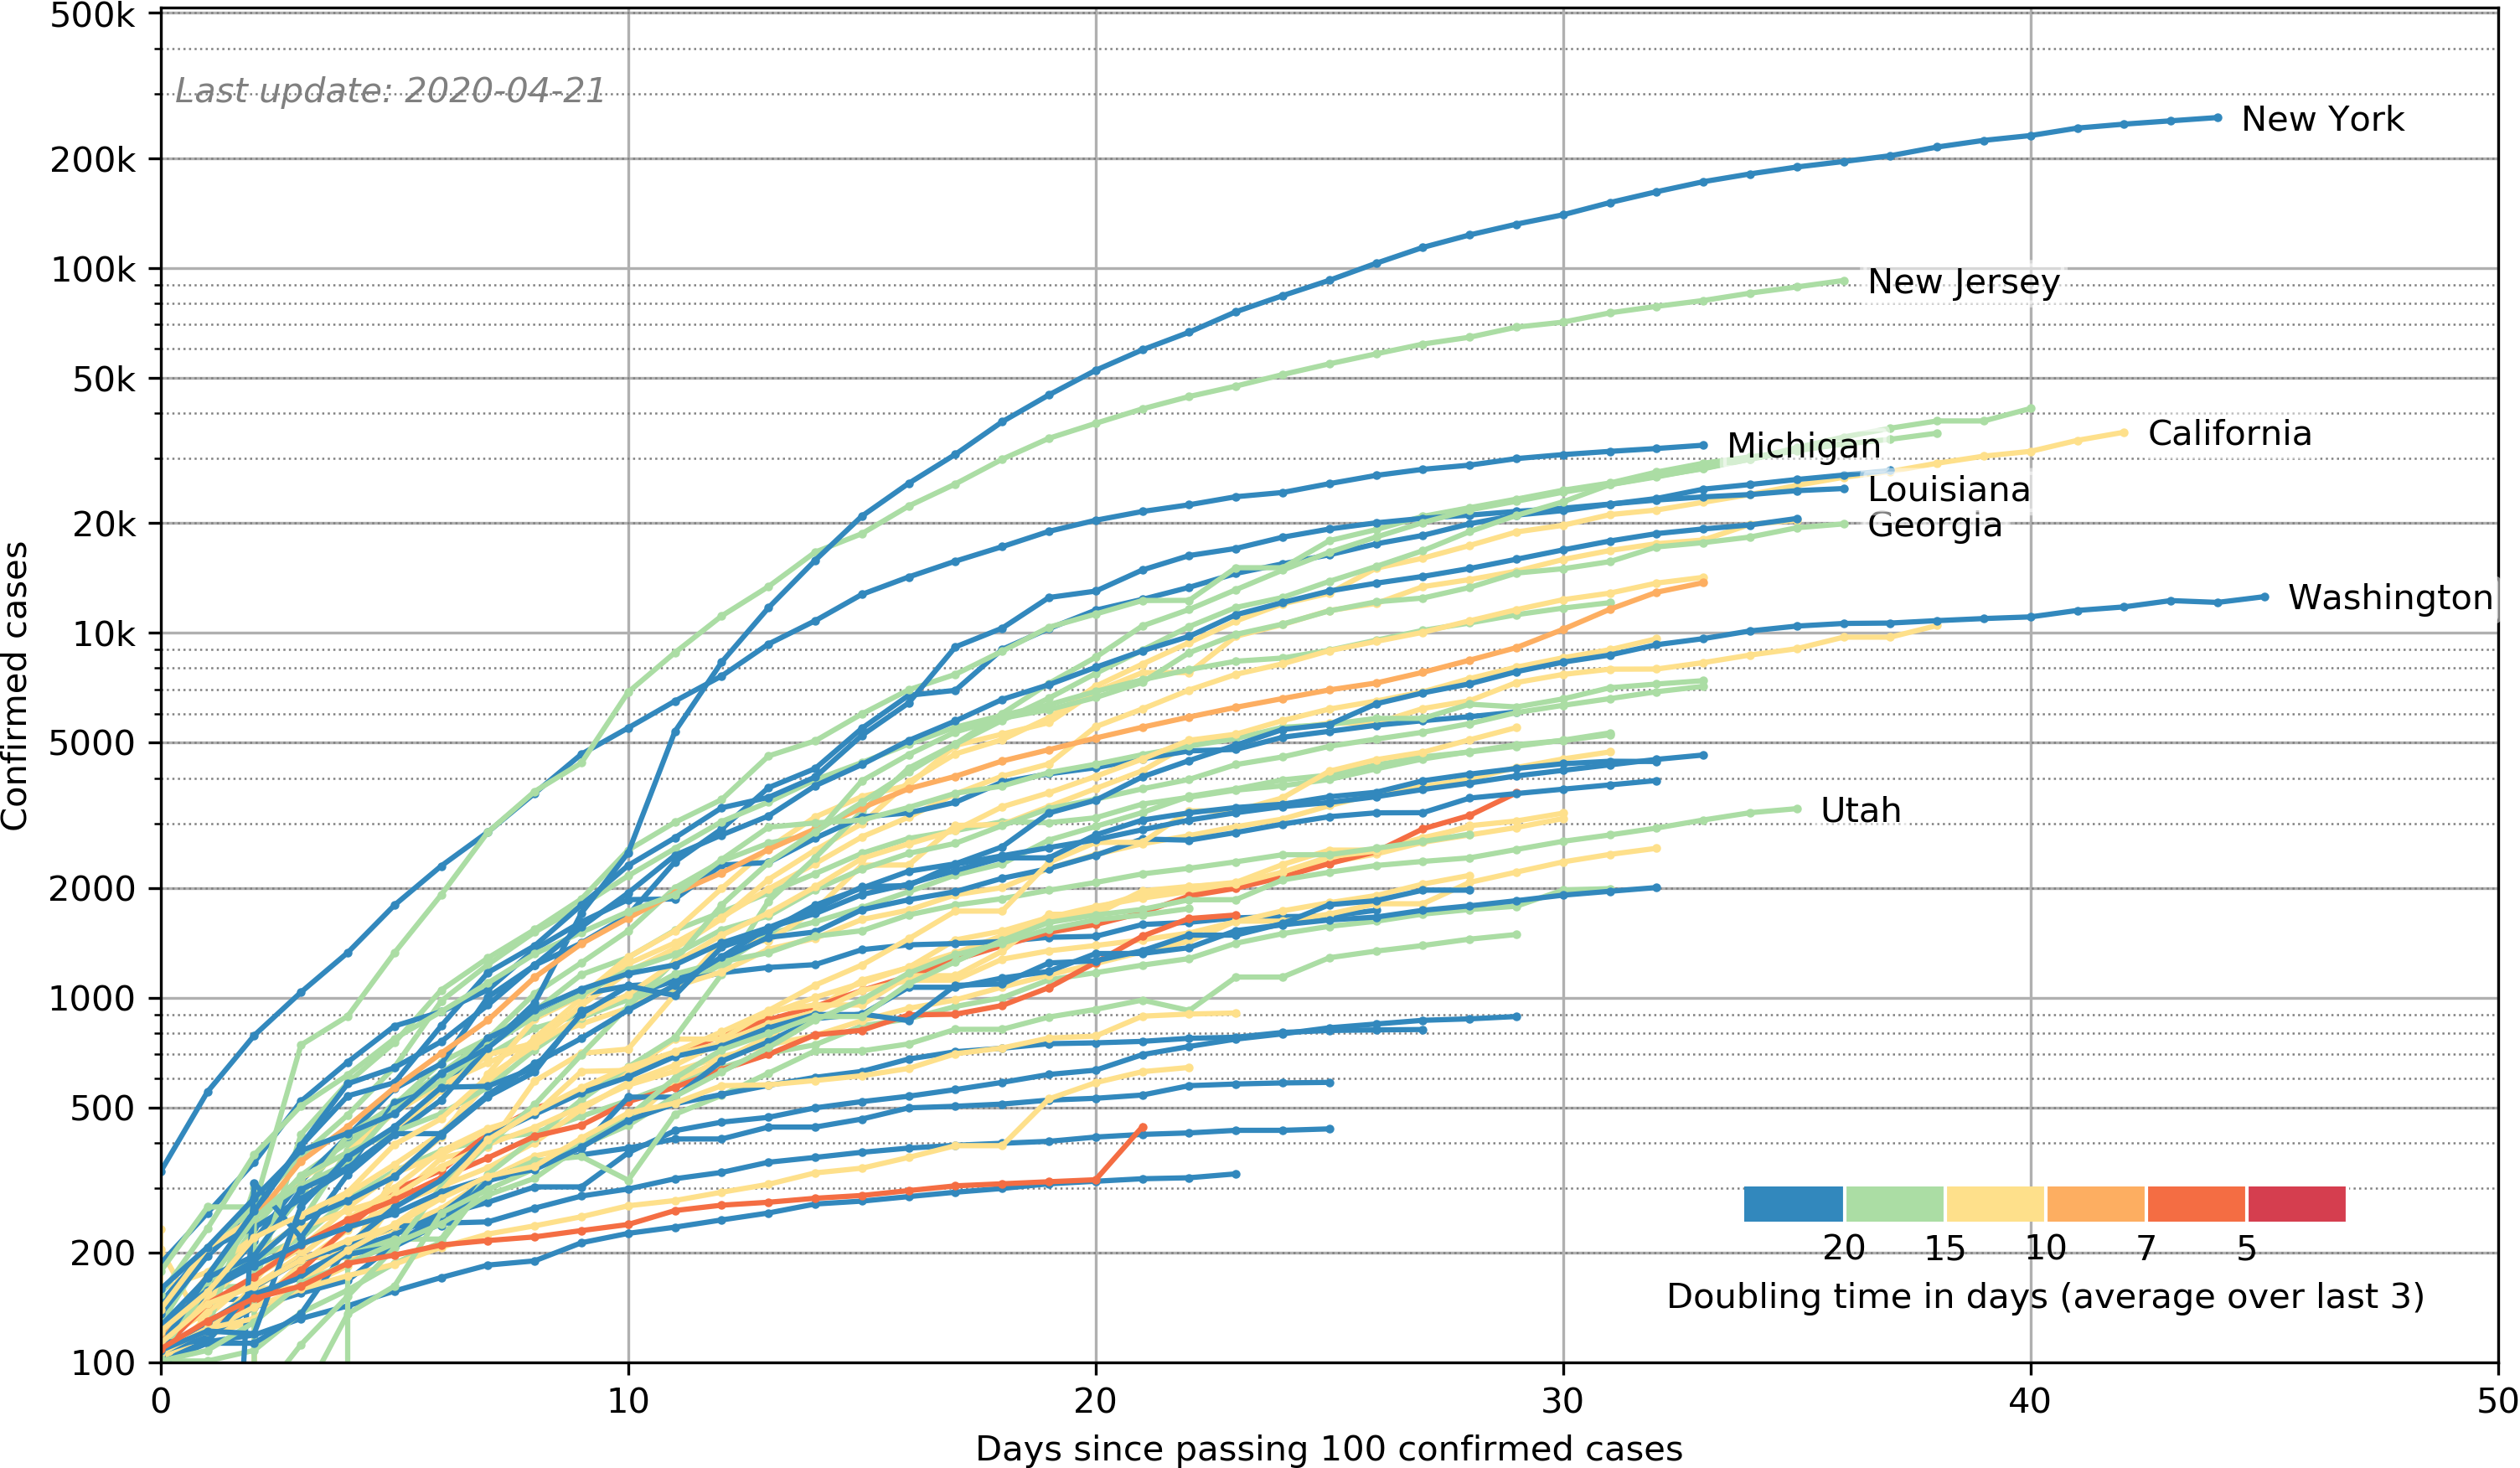 500k
Last update: 2020-04-21
New York
200k
100k
New Jersey
50k
California
Michigan
Louisiana
20k
Georgia
Washington
10k
Confirmed cases
5000
Utah
2000
1000
500
200
20 15 10 7 5
Doubling time in days (average over last 3)
100
0 10 20 30 40 50
Days since passing 100 confirmed cases